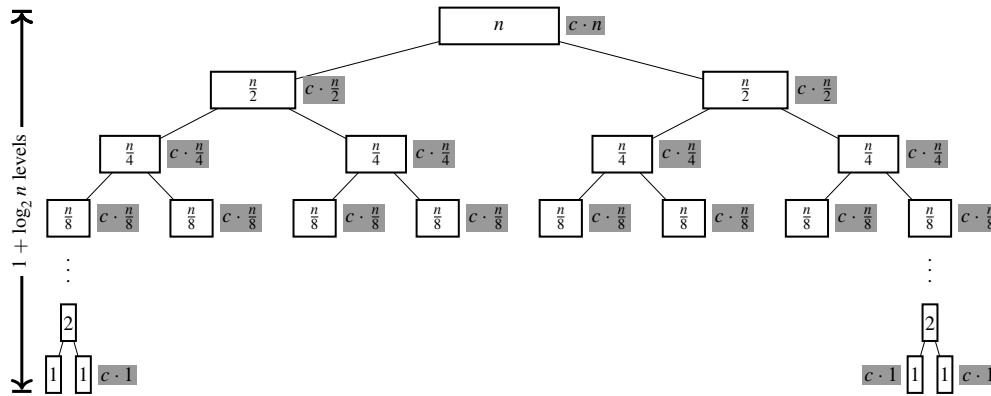 n c · n
n/2 c · n/2 n/2 c · n/2
n/4 c · n/4 n/4 c · n/4 n/4 c · n/4 n/4 c · n/4
n/8 c · n/8 n/8 c · n/8 n/8 c · n/8 n/8 c · n/8 n/8 c · n/8 n/8 c · n/8 n/8 c · n/8 n/8 c · n/8
⋮ ⋮
2 2
1 1 c · 1 c · 1 1 1 c · 1
1 + log₂ n levels